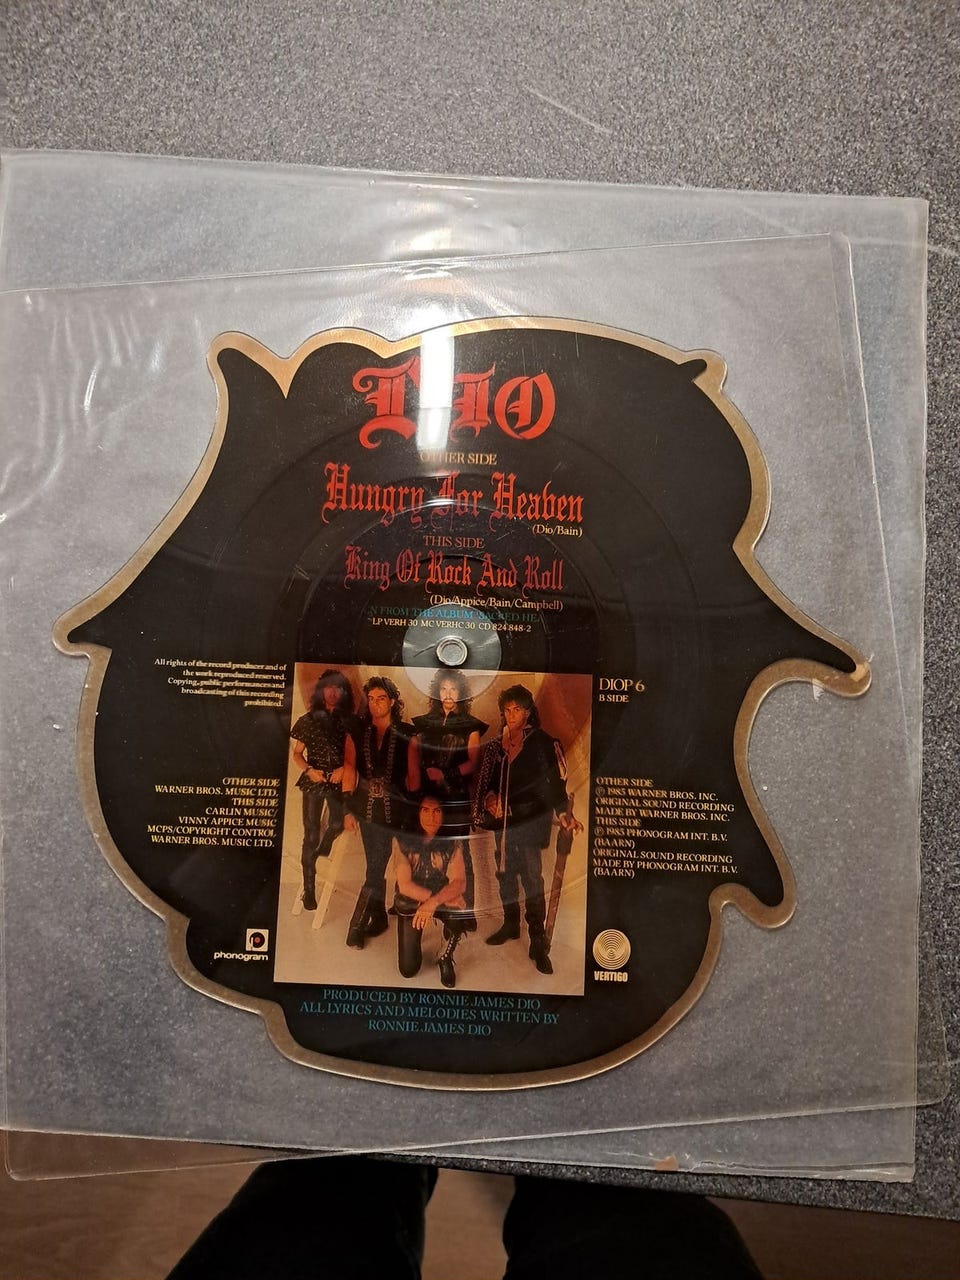 DIO
OTHER SIDE
Hungry For Heaven
(Dio/Bain)
THIS SIDE
King Of Rock And Roll
(Dio/Appice/Bain/Campbell)
N FROM THE ALBUM 'SACRED HEA
LP VERH 30 MC VERHC 30 CD 824 848-2
All rights of the record producer and of
the work reproduced reserved.
Copying, public performances and
broadcasting of this recording
prohibited.
DIOP 6
B SIDE
OTHER SIDE
WARNER BROS. MUSIC LTD.
THIS SIDE
CARLIN MUSIC/
VINNY APPICE MUSIC/
MCPS/COPYRIGHT CONTROL
WARNER BROS. MUSIC LTD.
OTHER SIDE
℗ 1985 WARNER BROS. INC.
ORIGINAL SOUND RECORDING
MADE BY WARNER BROS. INC.
THIS SIDE
℗ 1985 PHONOGRAM INT. B.V.
(BAARN)
ORIGINAL SOUND RECORDING
MADE BY PHONOGRAM INT. B.V.
(BAARN)
phonogram
VERTIGO
PRODUCED BY RONNIE JAMES DIO
ALL LYRICS AND MELODIES WRITTEN BY
RONNIE JAMES DIO